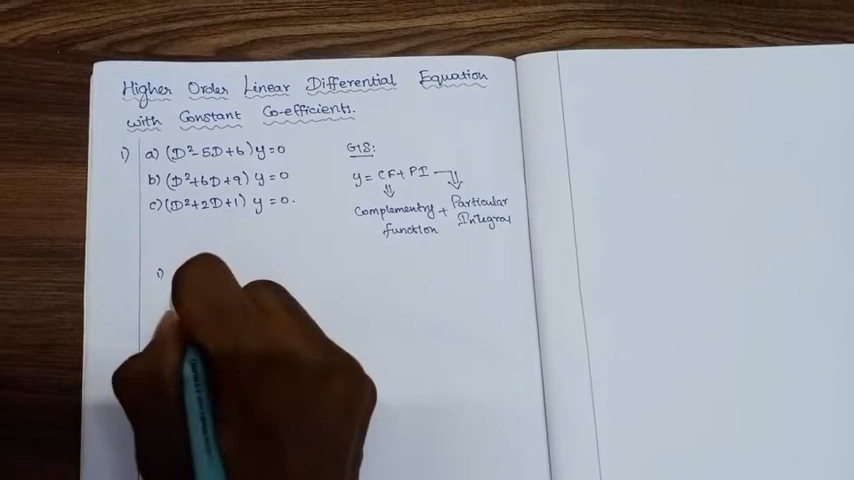 Higher Order Linear Differential Equation
with Constant Co-efficients.
1) a) (D²-5D+6)y=0
b) (D²+6D+9) y=0
c) (D²+2D+1) y=0.
G.S:
y= CF+PI
Complementry + Particular
function Integral
1)